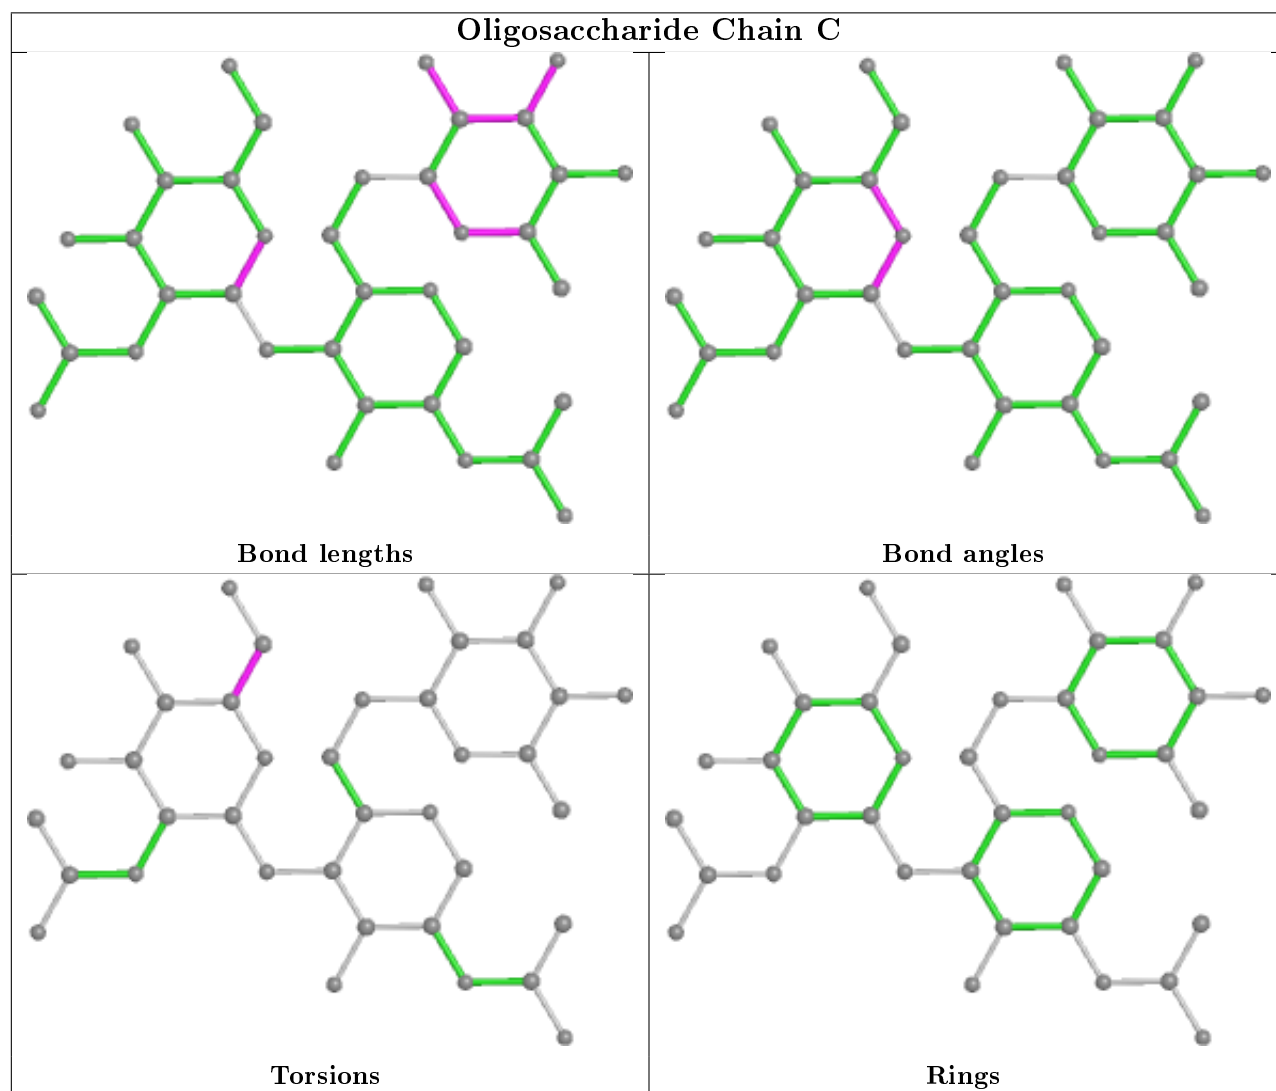 Oligosaccharide Chain C
Bond lengths
Bond angles
Torsions
Rings